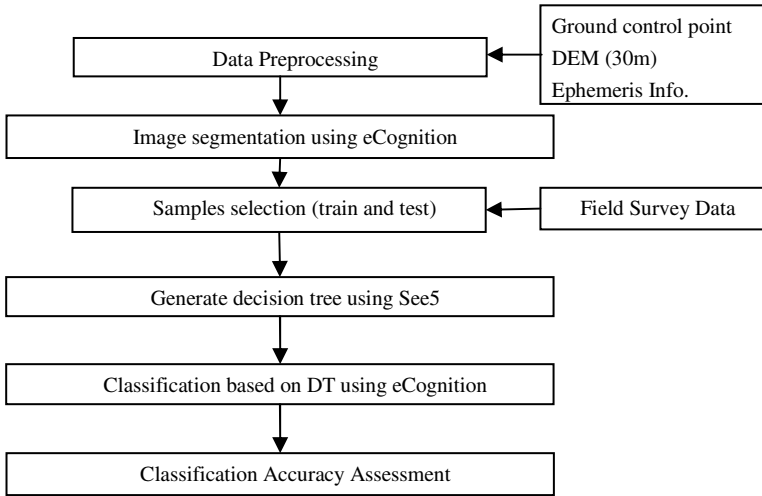 Ground control point
DEM (30m)
Ephemeris Info.
Data Preprocessing
Image segmentation using eCognition
Samples selection (train and test)
Field Survey Data
Generate decision tree using See5
Classification based on DT using eCognition
Classification Accuracy Assessment